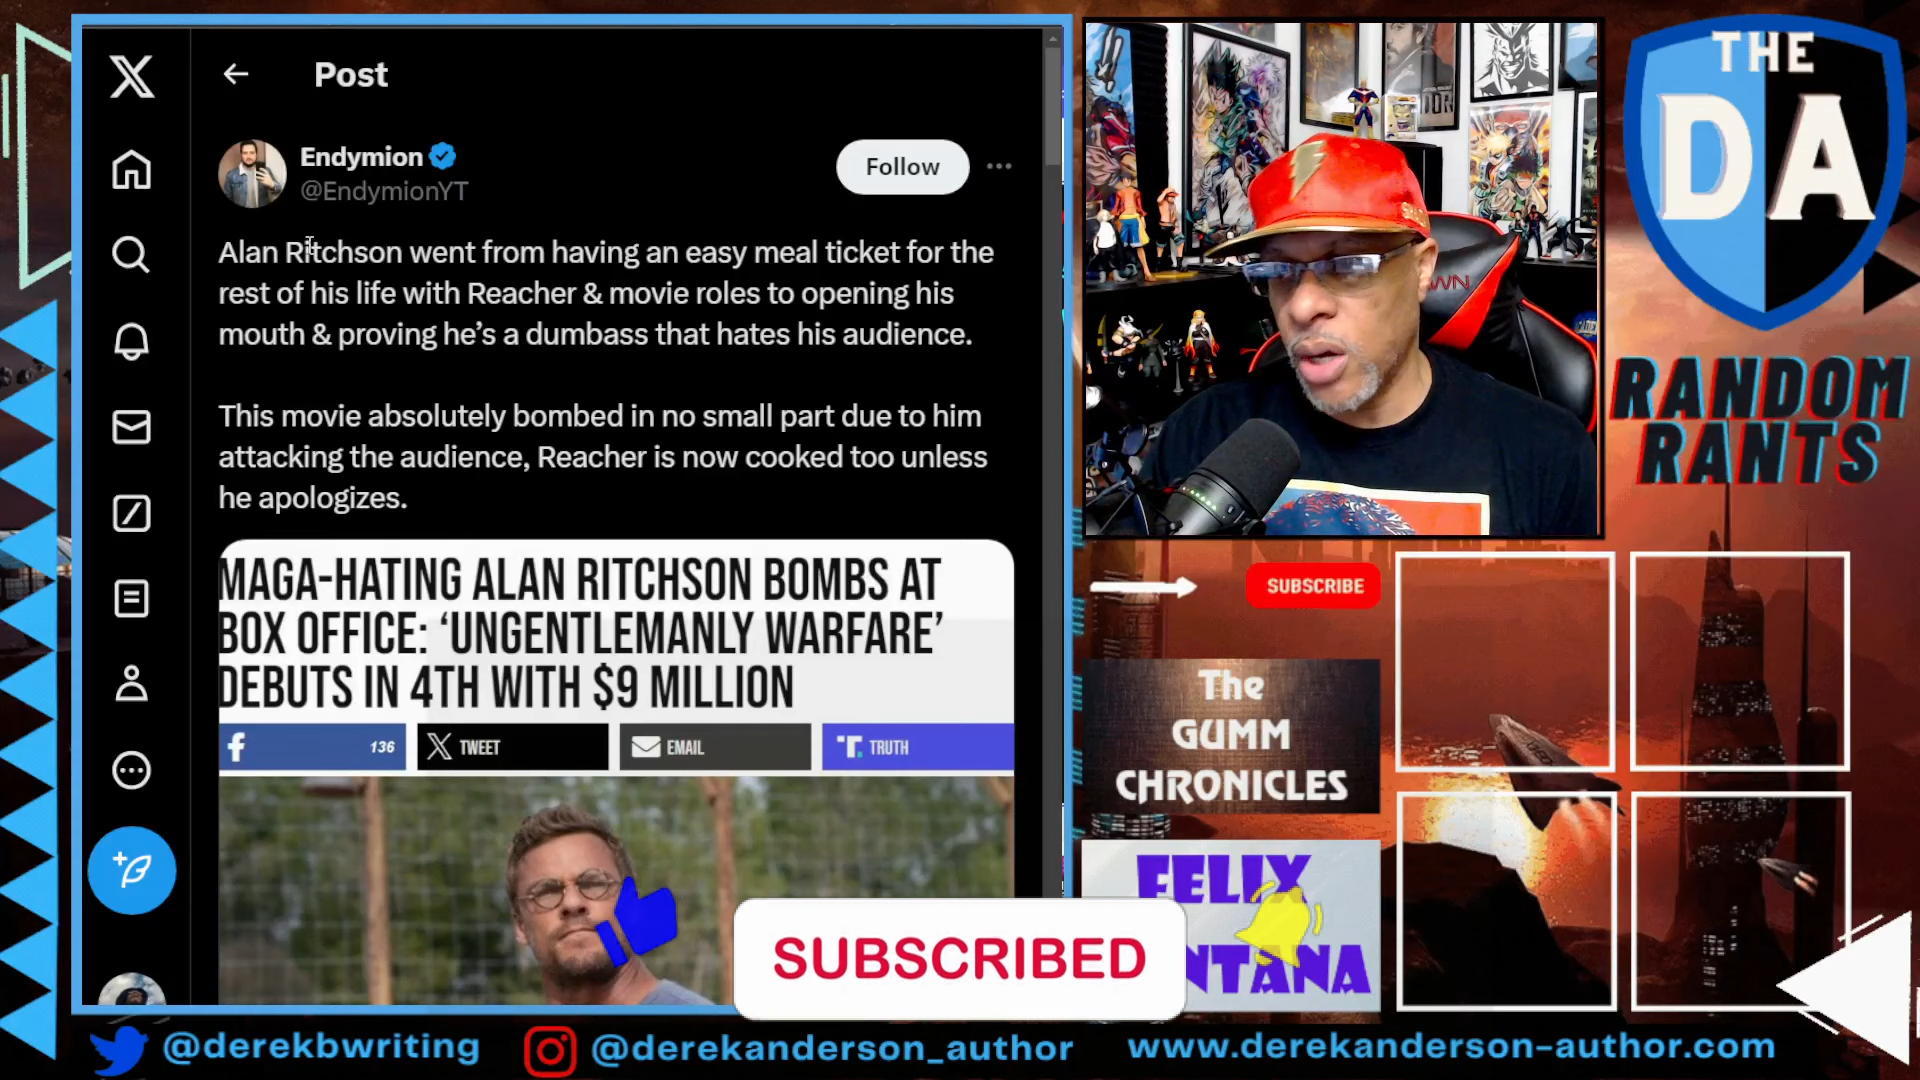 Post
Endymion
@EndymionYT
Follow
Alan Ritchson went from having an easy meal ticket for the
rest of his life with Reacher & movie roles to opening his
mouth & proving he's a dumbass that hates his audience.
This movie absolutely bombed in no small part due to him
attacking the audience, Reacher is now cooked too unless
he apologizes.
MAGA-HATING ALAN RITCHSON BOMBS AT
BOX OFFICE: ‘UNGENTLEMANLY WARFARE’
DEBUTS IN 4TH WITH $9 MILLION
136
TWEET
EMAIL
TRUTH
THE
DA
RANDOM
RANTS
SUBSCRIBE
The
GUMM
CHRONICLES
FELIX
NTANA
SUBSCRIBED
@derekbwriting
@derekanderson_author
www.derekanderson-author.com